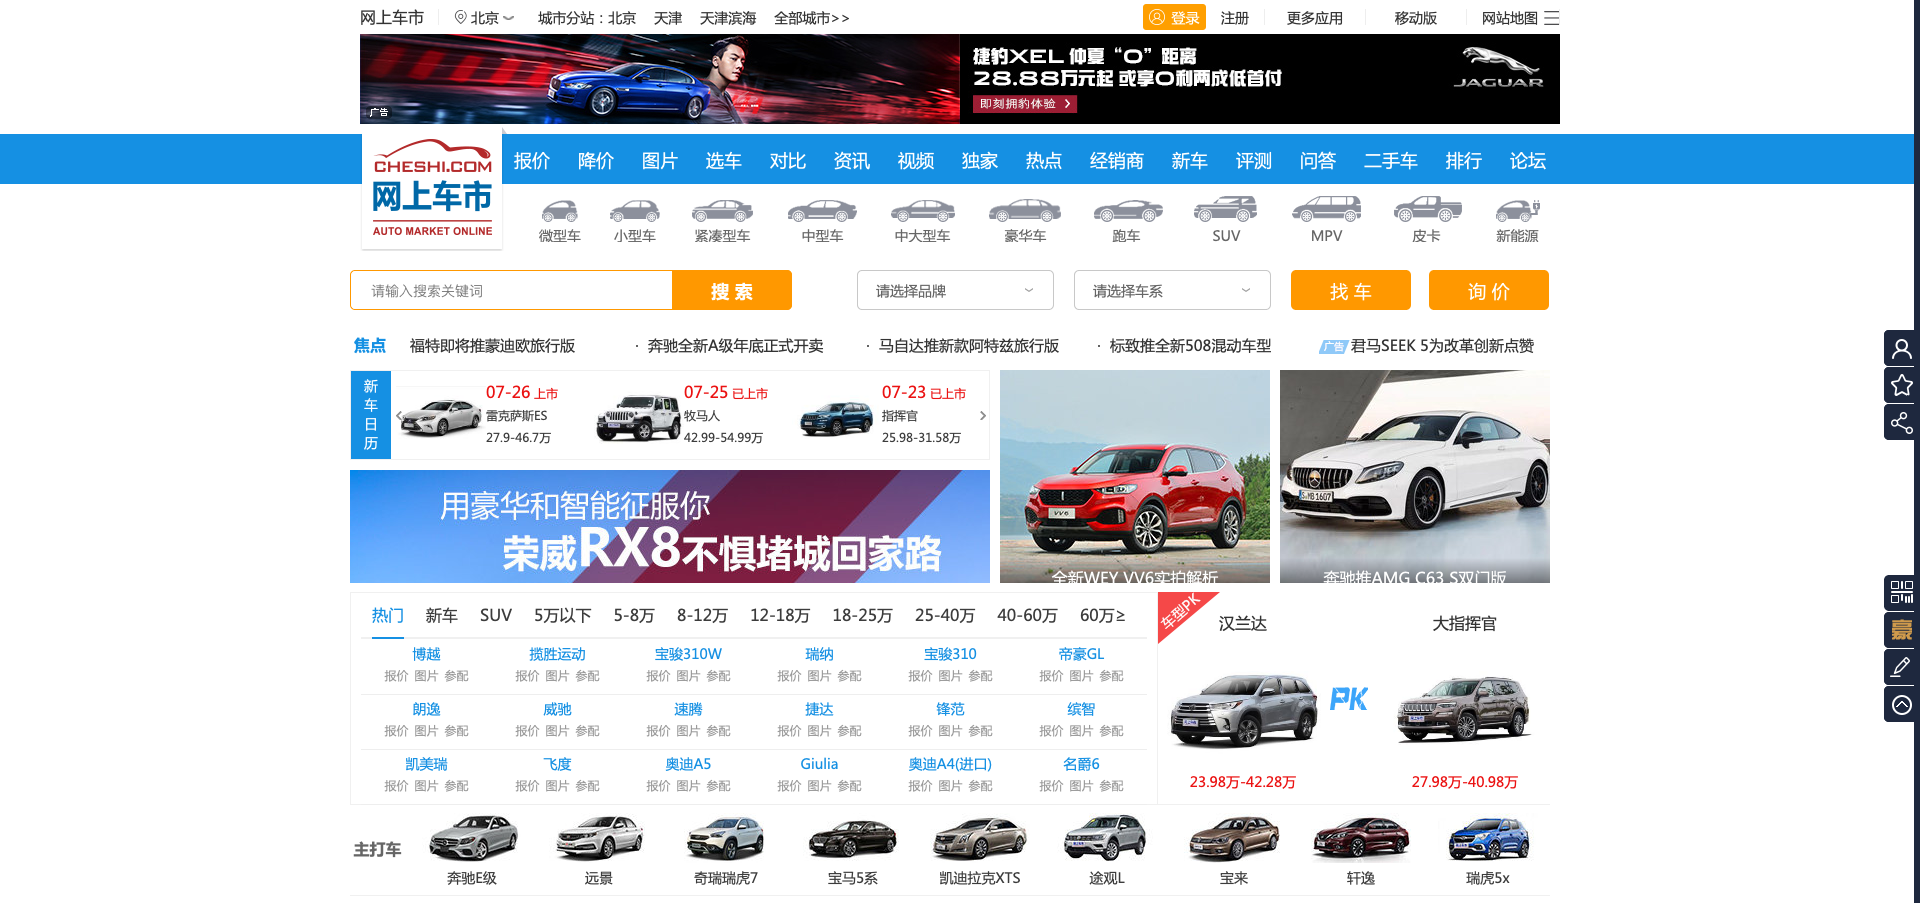 网上车市 北京 城市分站：北京 天津 天津滨海 全部城市>> 登录 注册 更多应用 移动版 网站地图
捷豹XEL 仲夏“0”距离
28.88万元起 或享0利两成低首付
即刻拥豹体验
JAGUAR
广告
CHESHI.COM
网上车市
AUTO MARKET ONLINE
报价 降价 图片 选车 对比 资讯 视频 独家 热点 经销商 新车 评测 问答 二手车 排行 论坛
微型车 小型车 紧凑型车 中型车 中大型车 豪华车 跑车 SUV MPV 皮卡 新能源
请输入搜索关键词 搜 索 请选择品牌 请选择车系 找 车 询 价
焦点 福特即将推蒙迪欧旅行版 · 奔驰全新A级年底正式开卖 · 马自达推新款阿特兹旅行版 · 标致推全新508混动车型 广告 君马SEEK 5为改革创新点赞
新车日历
07-26 上市 07-25 已上市 07-23 已上市
雷克萨斯ES 牧马人 指挥官
27.9-46.7万 42.99-54.99万 25.98-31.58万
用豪华和智能征服你
荣威RX8不惧堵城回家路
VV6
S MB 1607
全新WEY VV6实拍解析 奔驰推AMG C63 S双门版
热门 新车 SUV 5万以下 5-8万 8-12万 12-18万 18-25万 25-40万 40-60万 60万≥
博越 揽胜运动 宝骏310W 瑞纳 宝骏310 帝豪GL
报价 图片 参配 报价 图片 参配 报价 图片 参配 报价 图片 参配 报价 图片 参配 报价 图片 参配
朗逸 威驰 速腾 捷达 锋范 缤智
报价 图片 参配 报价 图片 参配 报价 图片 参配 报价 图片 参配 报价 图片 参配 报价 图片 参配
凯美瑞 飞度 奥迪A5 Giulia 奥迪A4(进口) 名爵6
报价 图片 参配 报价 图片 参配 报价 图片 参配 报价 图片 参配 报价 图片 参配 报价 图片 参配
车型PK
汉兰达 大指挥官
PK
23.98万-42.28万 27.98万-40.98万
主打车
奔驰E级 远景 奇瑞瑞虎7 宝马5系 凯迪拉克XTS 途观L 宝来 轩逸 瑞虎5x
豪